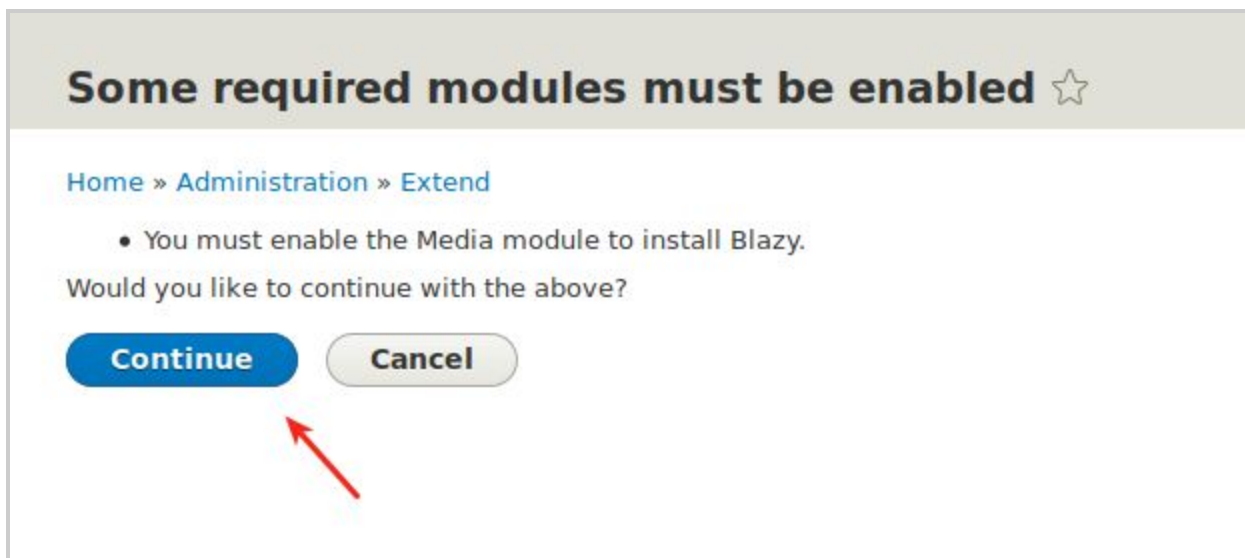 Some required modules must be enabled
Home » Administration » Extend
• You must enable the Media module to install Blazy.
Would you like to continue with the above?
Continue Cancel